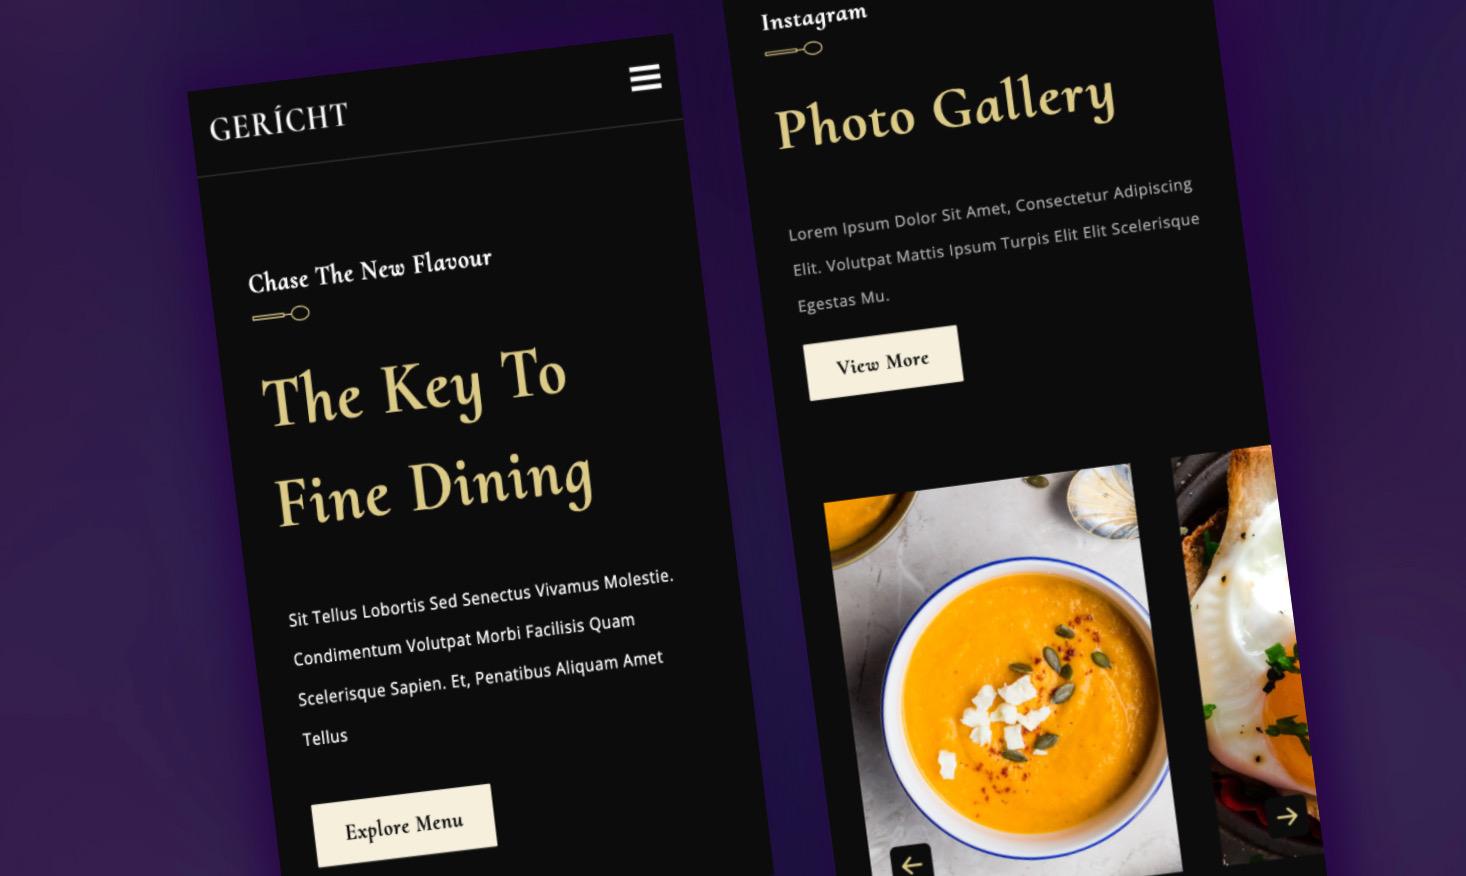 GERÍCHT
Chase The New Flavour
The Key To
Fine Dining
Sit Tellus Lobortis Sed Senectus Vivamus Molestie.
Condimentum Volutpat Morbi Facilisis Quam
Scelerisque Sapien. Et, Penatibus Aliquam Amet
Tellus
Explore Menu
Instagram
Photo Gallery
Lorem Ipsum Dolor Sit Amet, Consectetur Adipiscing
Elit. Volutpat Mattis Ipsum Turpis Elit Elit Scelerisque
Egestas Mu.
View More